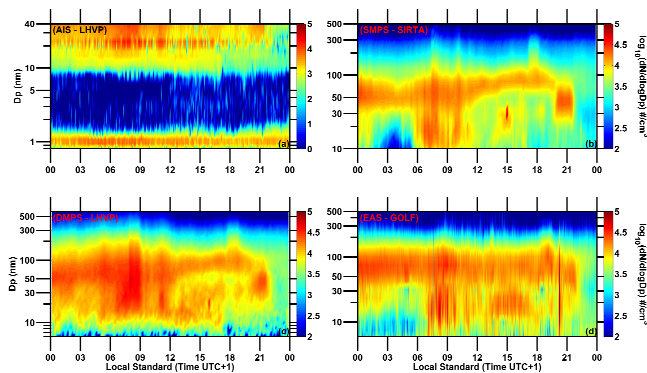 (AIS - LHVP)
40
20
10
5
1
Dp (nm)
5
4
3
2
1
0
(a)
00 03 06 09 12 15 18 21 00
(SMPS - SIRTA)
500
300
100
50
30
10
5
4.5
4
3.5
3
2.5
2
log10(dN/dlogDp) #/cm³
(b)
00 03 06 09 12 15 18 21 00
(DMPS - LHVP)
500
300
100
50
30
10
Dp (nm)
5
4.5
4
3.5
3
2.5
2
00 03 06 09 12 15 18 21 00
Local Standard (Time UTC+1)
(EAS - GOLF)
500
300
100
50
30
10
5
4.5
4
3.5
3
2.5
2
log10(dN/dlogDp) #/cm³
(d)
00 03 06 09 12 15 18 21 00
Local Standard (Time UTC+1)